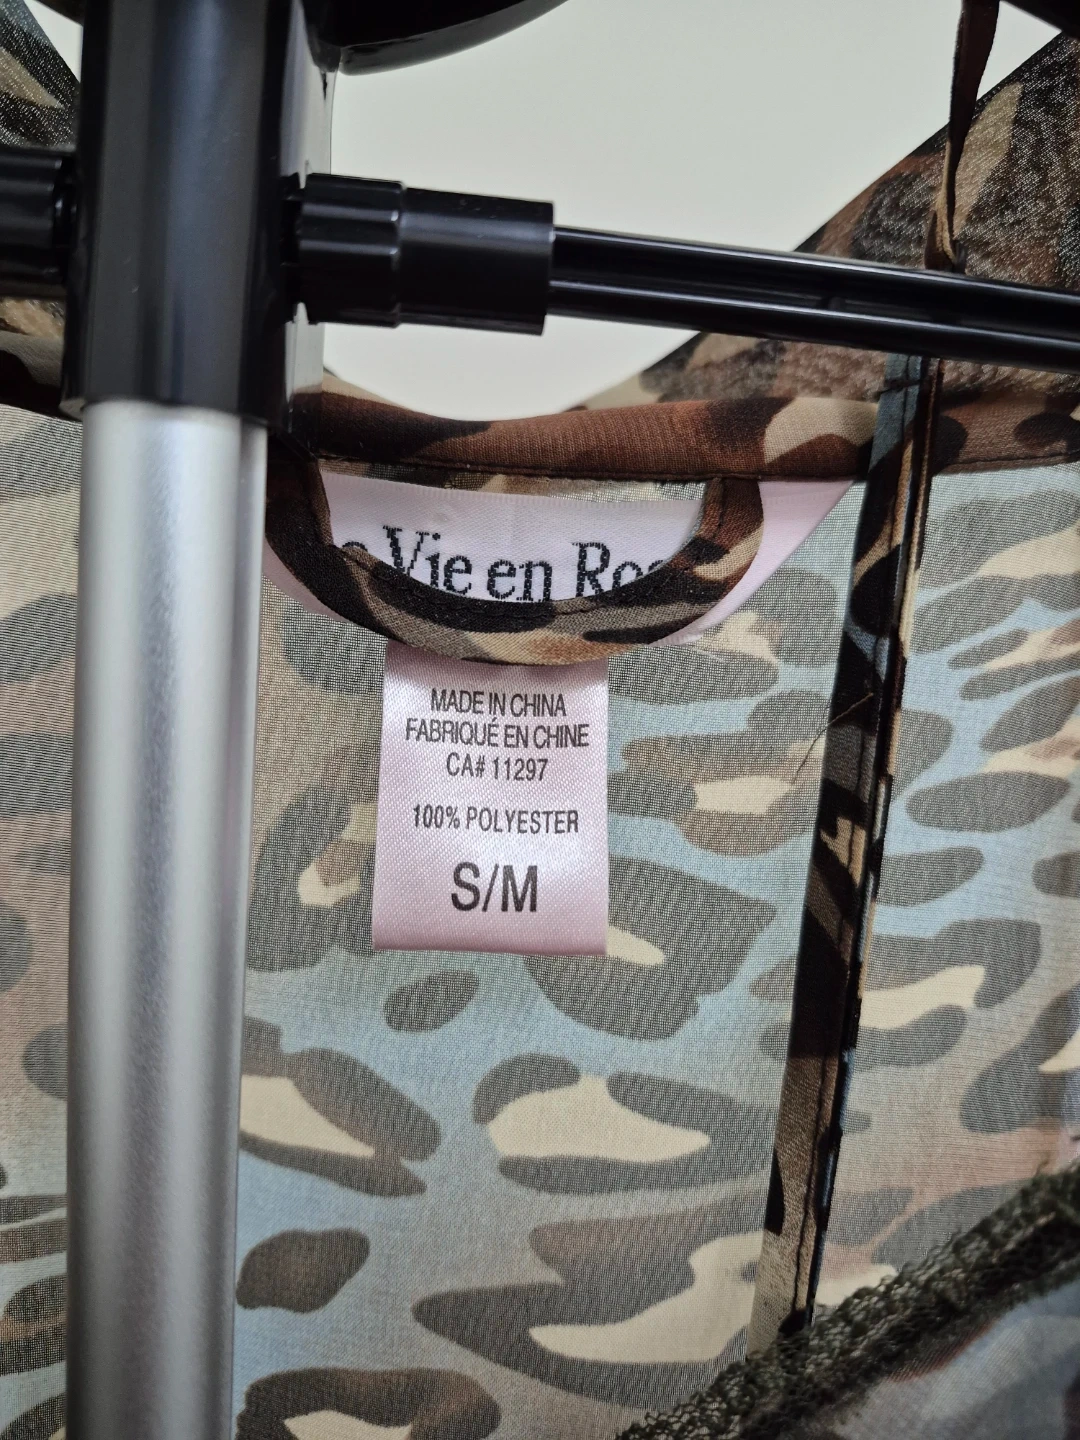 Vie en
MADE IN CHINA
FABRIQUÉ EN CHINE
CA# 11297
100% POLYESTER
S/M